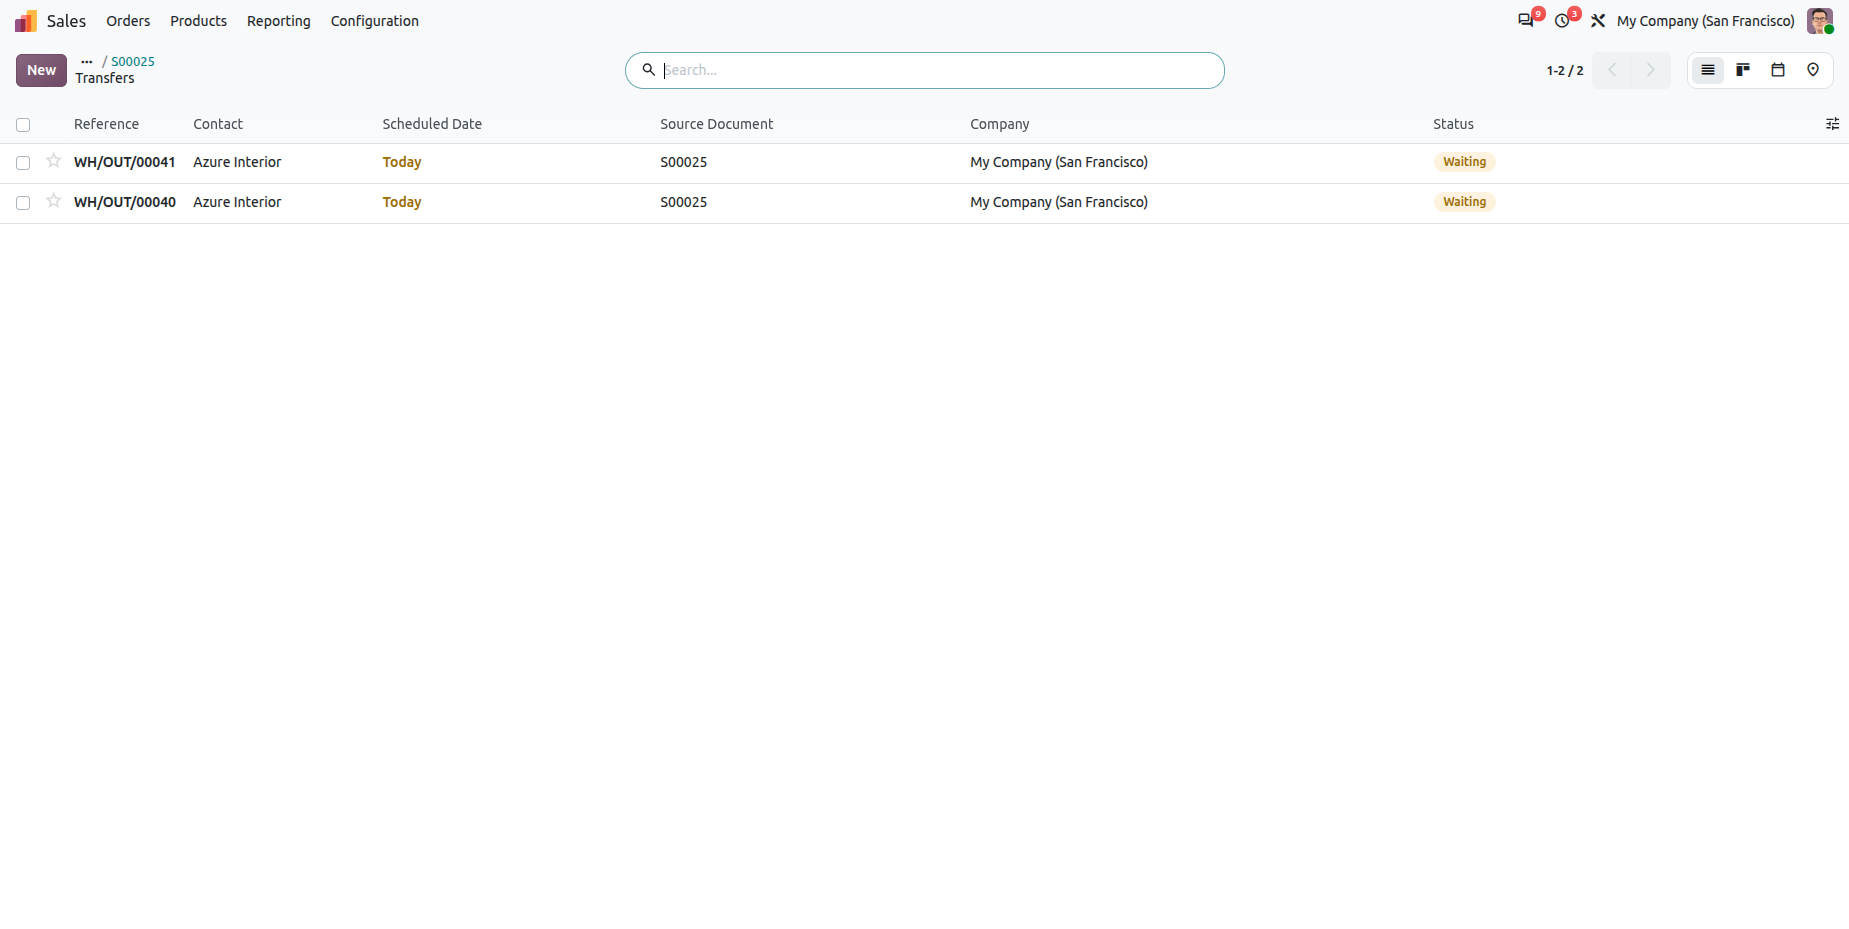 Sales Orders Products Reporting Configuration 9 3 My Company (San Francisco)
New ... / S00025
Transfers
Search...
1-2 / 2
Reference Contact Scheduled Date Source Document Company Status
WH/OUT/00041 Azure Interior Today S00025 My Company (San Francisco) Waiting
WH/OUT/00040 Azure Interior Today S00025 My Company (San Francisco) Waiting